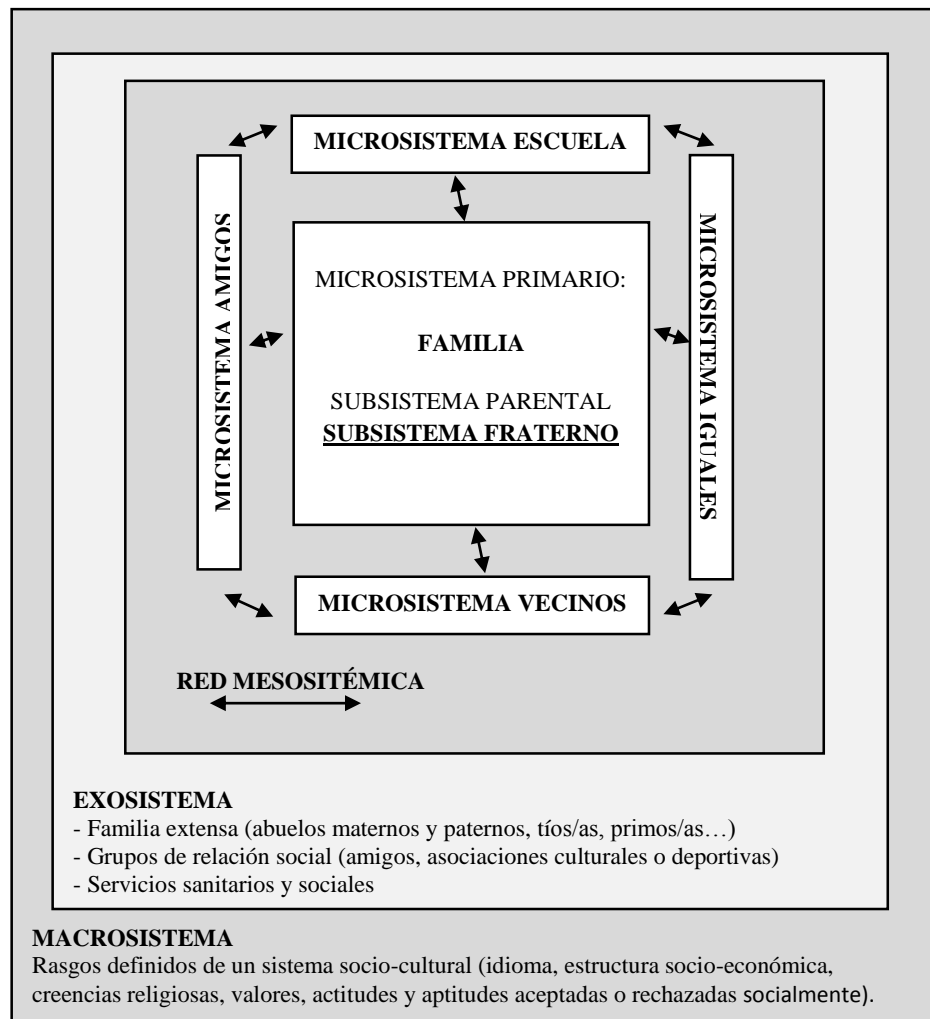 MICROSISTEMA ESCUELA
MICROSISTEMA AMIGOS
MICROSISTEMA PRIMARIO:
FAMILIA
SUBSISTEMA PARENTAL
SUBSISTEMA FRATERNO
MICROSISTEMA IGUALES
MICROSISTEMA VECINOS
RED MESOSITÉMICA
EXOSISTEMA
- Familia extensa (abuelos maternos y paternos, tíos/as, primos/as…)
- Grupos de relación social (amigos, asociaciones culturales o deportivas)
- Servicios sanitarios y sociales
MACROSISTEMA
Rasgos definidos de un sistema socio-cultural (idioma, estructura socio-económica,
creencias religiosas, valores, actitudes y aptitudes aceptadas o rechazadas socialmente).